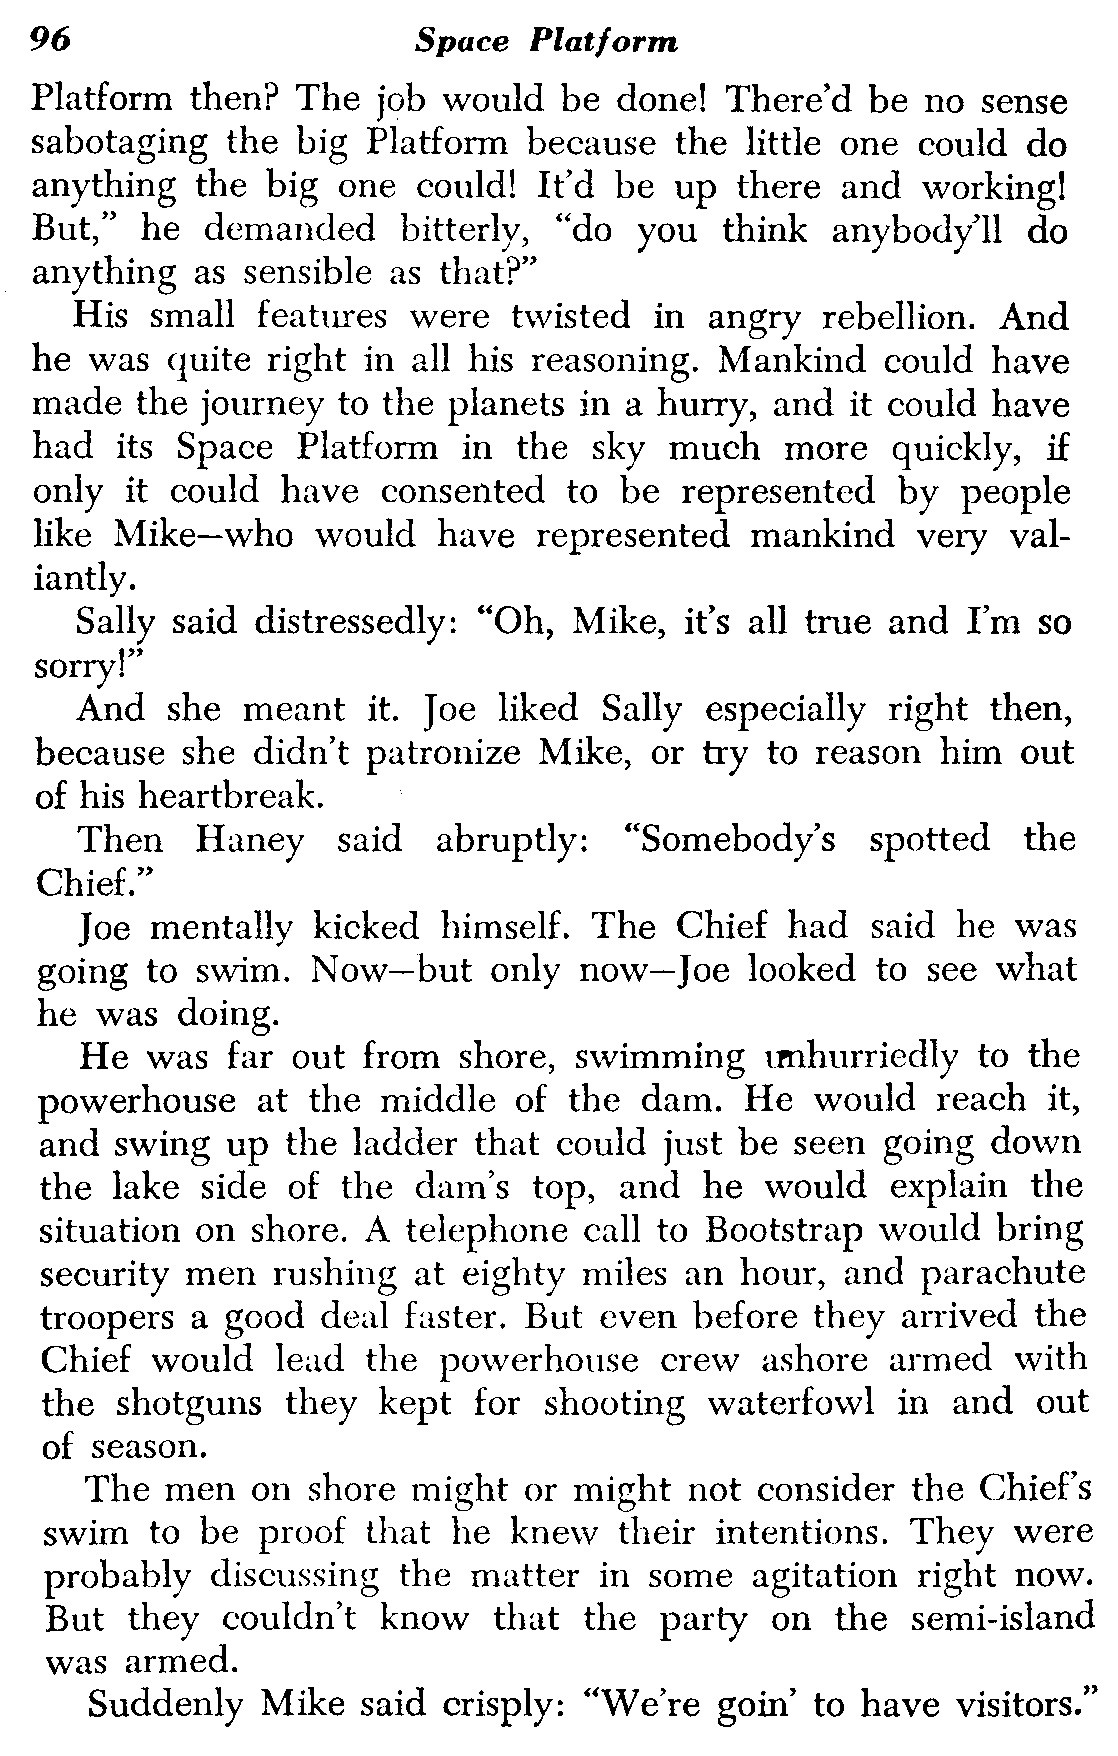 96 Space Platform
Platform then? The job would be done! There'd be no sense
sabotaging the big Platform because the little one could do
anything the big one could! It'd be up there and working!
But,” he demanded bitterly, “do you think anybody'll do
anything as sensible as that?”
His small features were twisted in angry rebellion. And
he was quite right in all his reasoning. Mankind could have
made the journey to the planets in a hurry, and it could have
had its Space Platform in the sky much more quickly, if
only it could have consented to be represented by people
like Mike—who would have represented mankind very val-
iantly.
Sally said distressedly: “Oh, Mike, it's all true and I'm so
sorry!”
And she meant it. Joe liked Sally especially right then,
because she didn't patronize Mike, or try to reason him out
of his heartbreak.
Then Haney said abruptly: “Somebody's spotted the
Chief.”
Joe mentally kicked himself. The Chief had said he was
going to swim. Now—but only now—Joe looked to see what
he was doing.
He was far out from shore, swimming unhurriedly to the
powerhouse at the middle of the dam. He would reach it,
and swing up the ladder that could just be seen going down
the lake side of the dam's top, and he would explain the
situation on shore. A telephone call to Bootstrap would bring
security men rushing at eighty miles an hour, and parachute
troopers a good deal faster. But even before they arrived the
Chief would lead the powerhouse crew ashore armed with
the shotguns they kept for shooting waterfowl in and out
of season.
The men on shore might or might not consider the Chief's
swim to be proof that he knew their intentions. They were
probably discussing the matter in some agitation right now.
But they couldn't know that the party on the semi-island
was armed.
Suddenly Mike said crisply: “We're goin' to have visitors.”